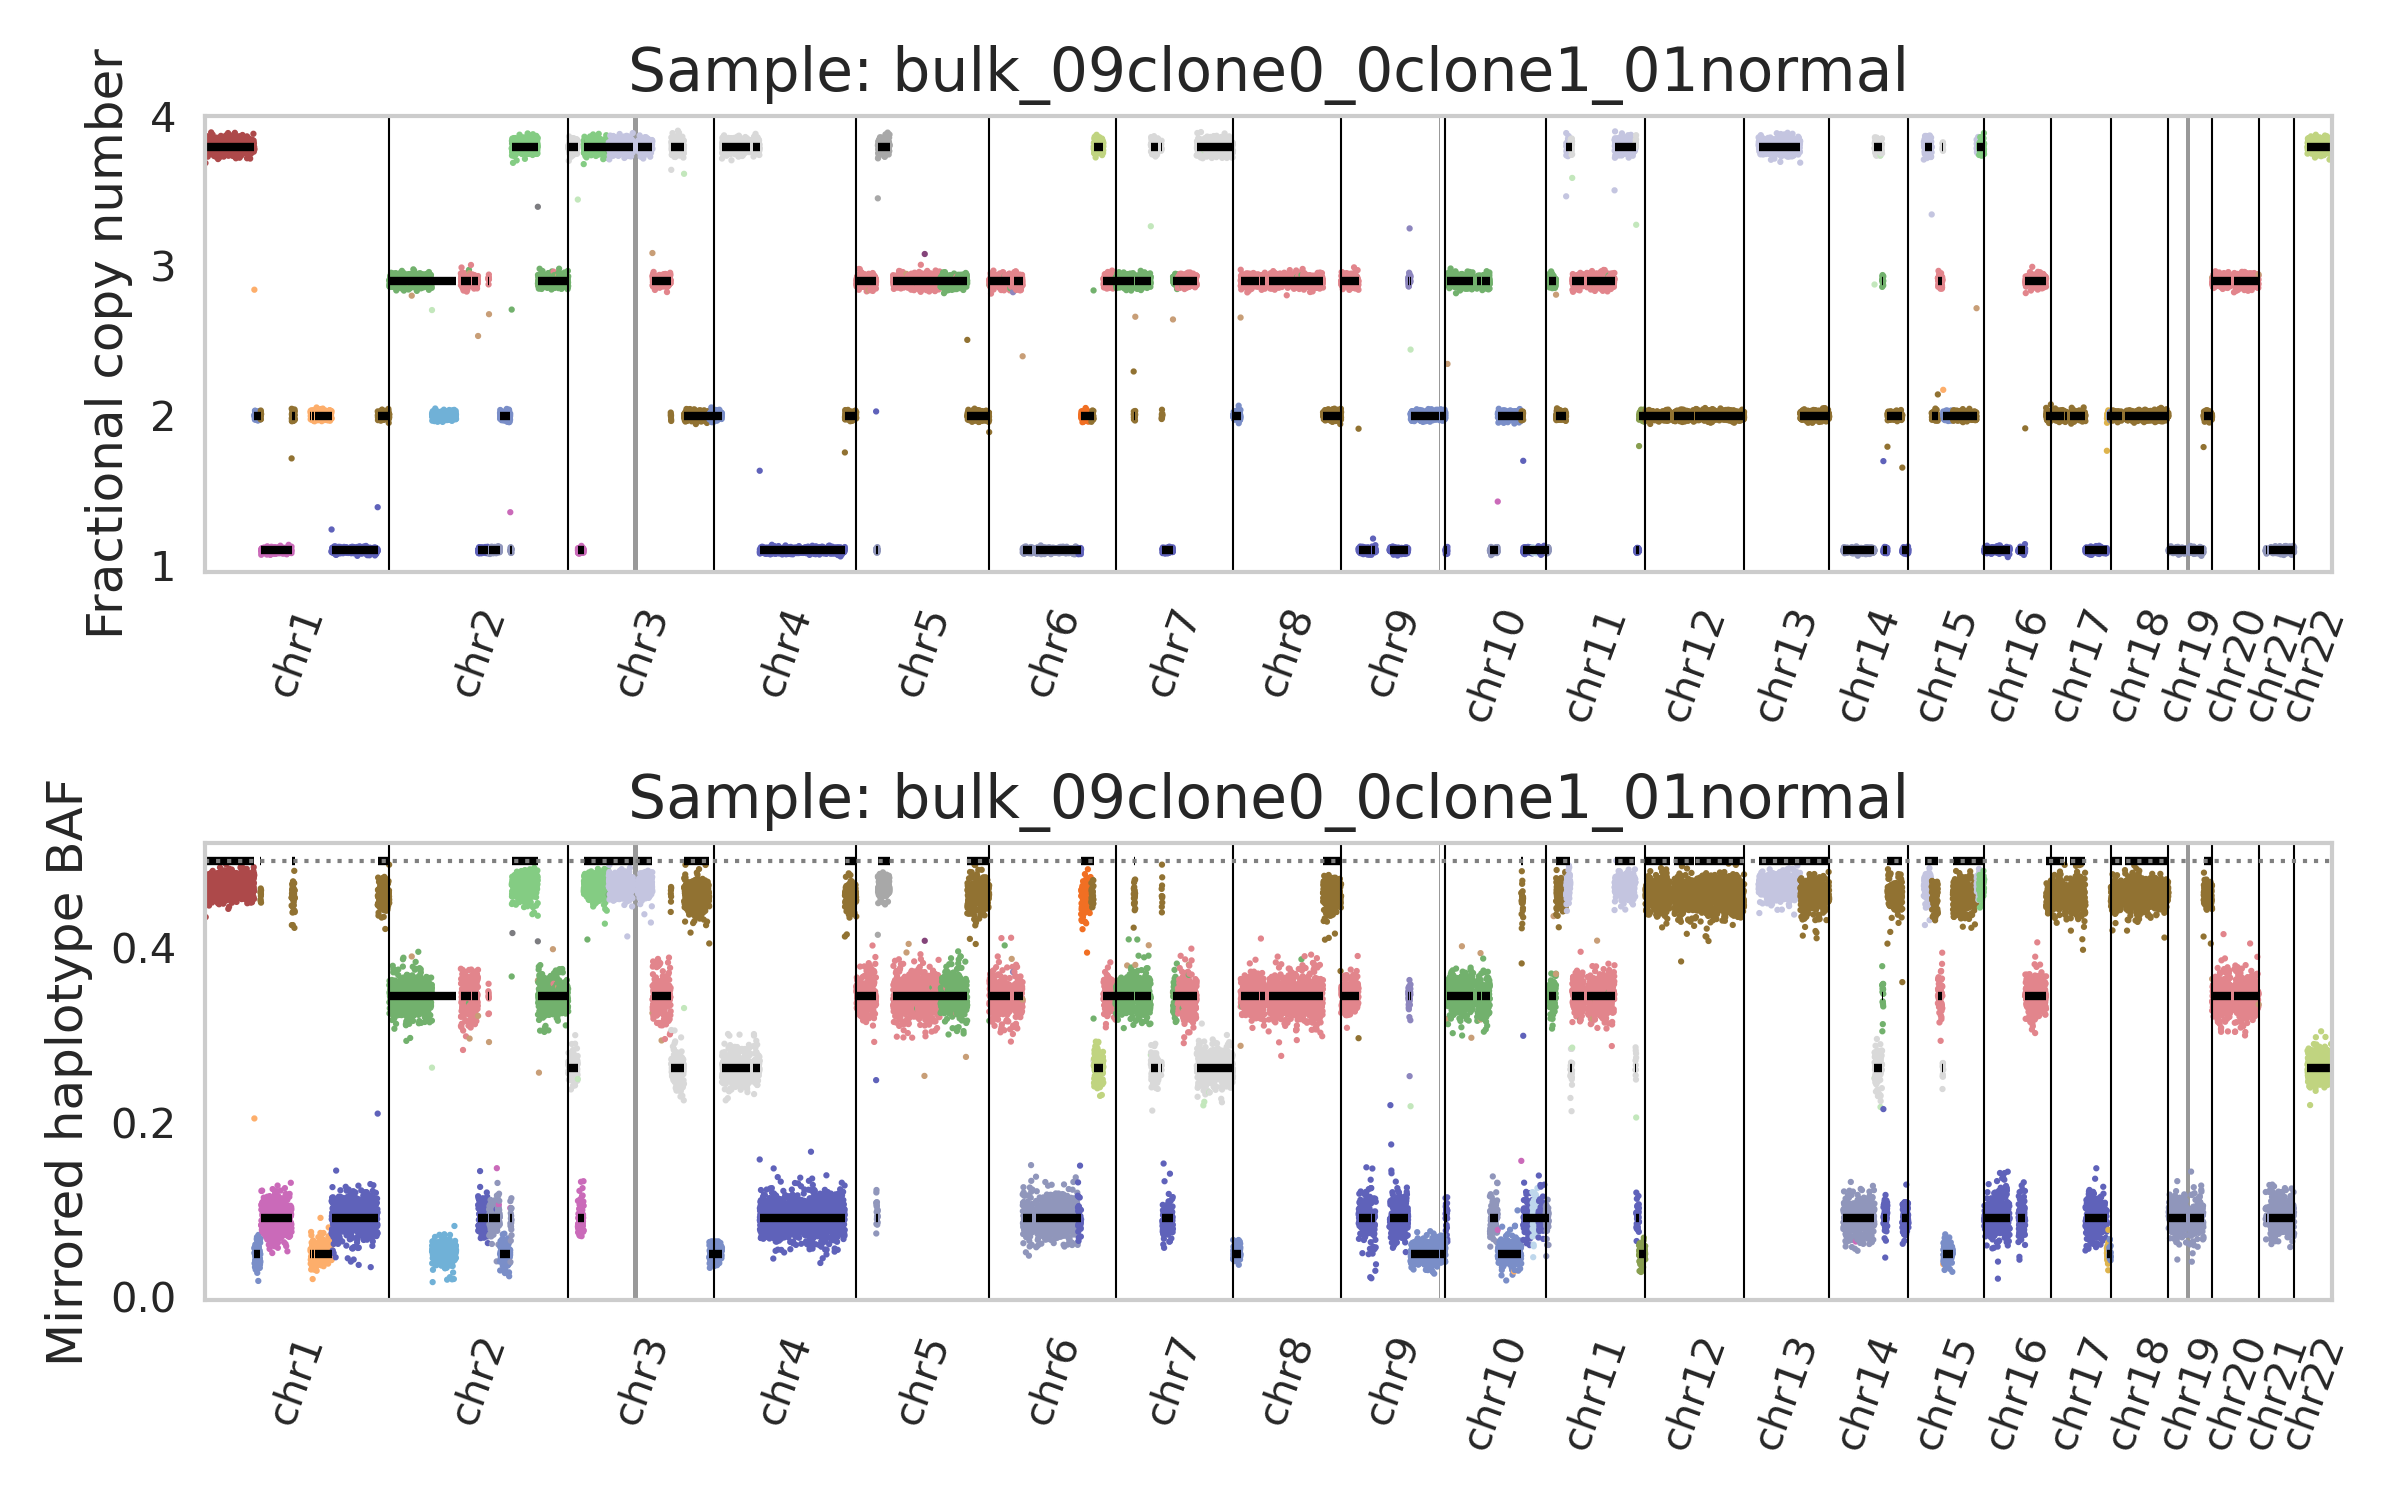 Sample: bulk_09clone0_0clone1_01normal
Fractional copy number
4
3
2
1
chr1
chr2
chr3
chr4
chr5
chr6
chr7
chr8
chr9
chr10
chr11
chr12
chr13
chr14
chr15
chr16
chr17
chr18
chr19
chr20
chr21
chr22
Sample: bulk_09clone0_0clone1_01normal
Mirrored haplotype BAF
0.4
0.2
0.0
chr1
chr2
chr3
chr4
chr5
chr6
chr7
chr8
chr9
chr10
chr11
chr12
chr13
chr14
chr15
chr16
chr17
chr18
chr19
chr20
chr21
chr22